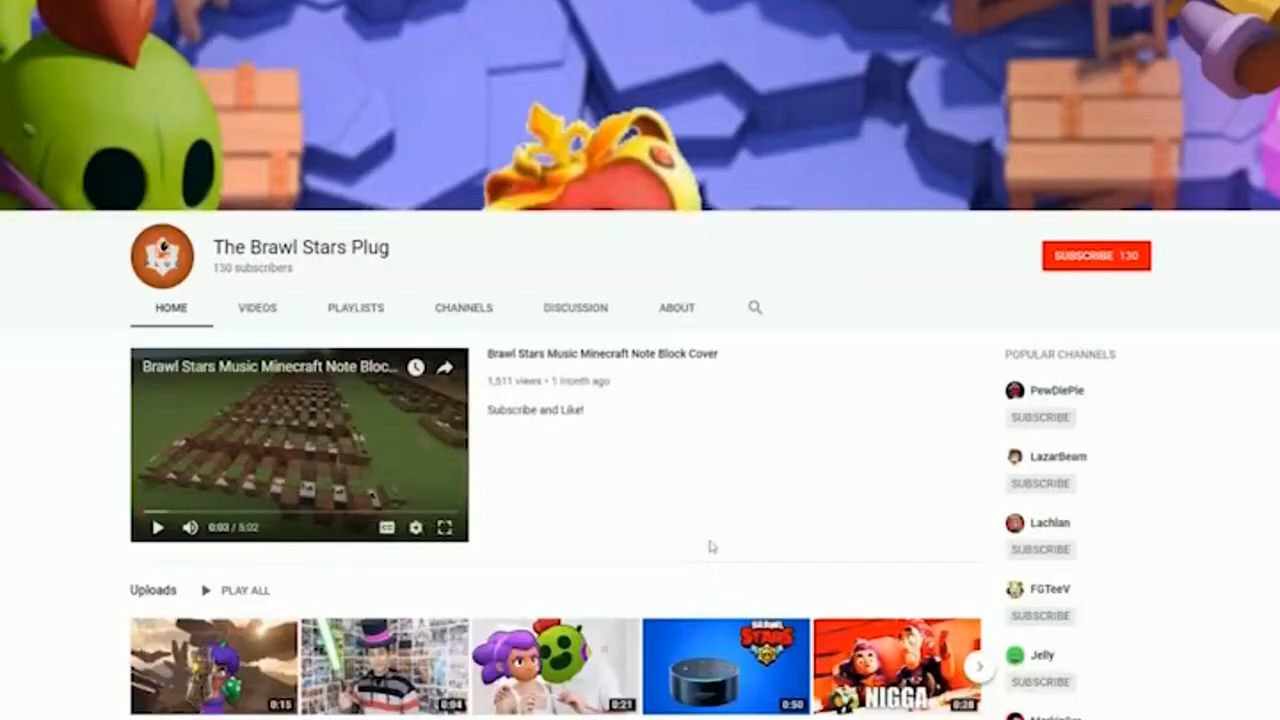 The Brawl Stars Plug
130 subscribers
SUBSCRIBE 130
HOME VIDEOS PLAYLISTS CHANNELS DISCUSSION ABOUT
Brawl Stars Music Minecraft Note Bloc...
0:03 / 5:02
Brawl Stars Music Minecraft Note Block Cover
1,511 views • 1 month ago
Subscribe and Like!
POPULAR CHANNELS
PewDiePie
SUBSCRIBE
LazarBeam
SUBSCRIBE
Lachlan
SUBSCRIBE
FGTeeV
SUBSCRIBE
Jelly
SUBSCRIBE
Uploads PLAY ALL
0:15
0:04
0:21
BRAWL
STARS
0:50
NIGGA
0:28